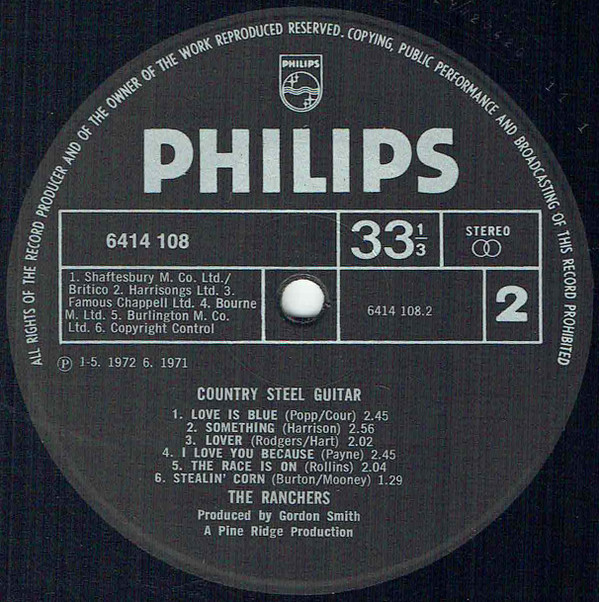 ALL RIGHTS OF THE RECORD PRODUCER AND OF THE OWNER OF THE WORK REPRODUCED RESERVED. COPYING, PUBLIC PERFORMANCE AND BROADCASTING OF THIS RECORD PROHIBITED
PHILIPS
PHILIPS
6414 108
33 1/3
STEREO
1. Shaftesbury M. Co. Ltd./
Britico 2. Harrisongs Ltd. 3.
Famous Chappell Ltd. 4. Bourne
M. Ltd. 5. Burlington M. Co.
Ltd. 6. Copyright Control
6414 108.2
2
Ⓟ 1-5. 1972 6. 1971
COUNTRY STEEL GUITAR
1. LOVE IS BLUE (Popp/Cour) 2.45
2. SOMETHING (Harrison) 2.56
3. LOVER (Rodgers/Hart) 2.02
4. I LOVE YOU BECAUSE (Payne) 2.45
5. THE RACE IS ON (Rollins) 2.04
6. STEALIN' CORN (Burton/Mooney) 1.29
THE RANCHERS
Produced by Gordon Smith
A Pine Ridge Production